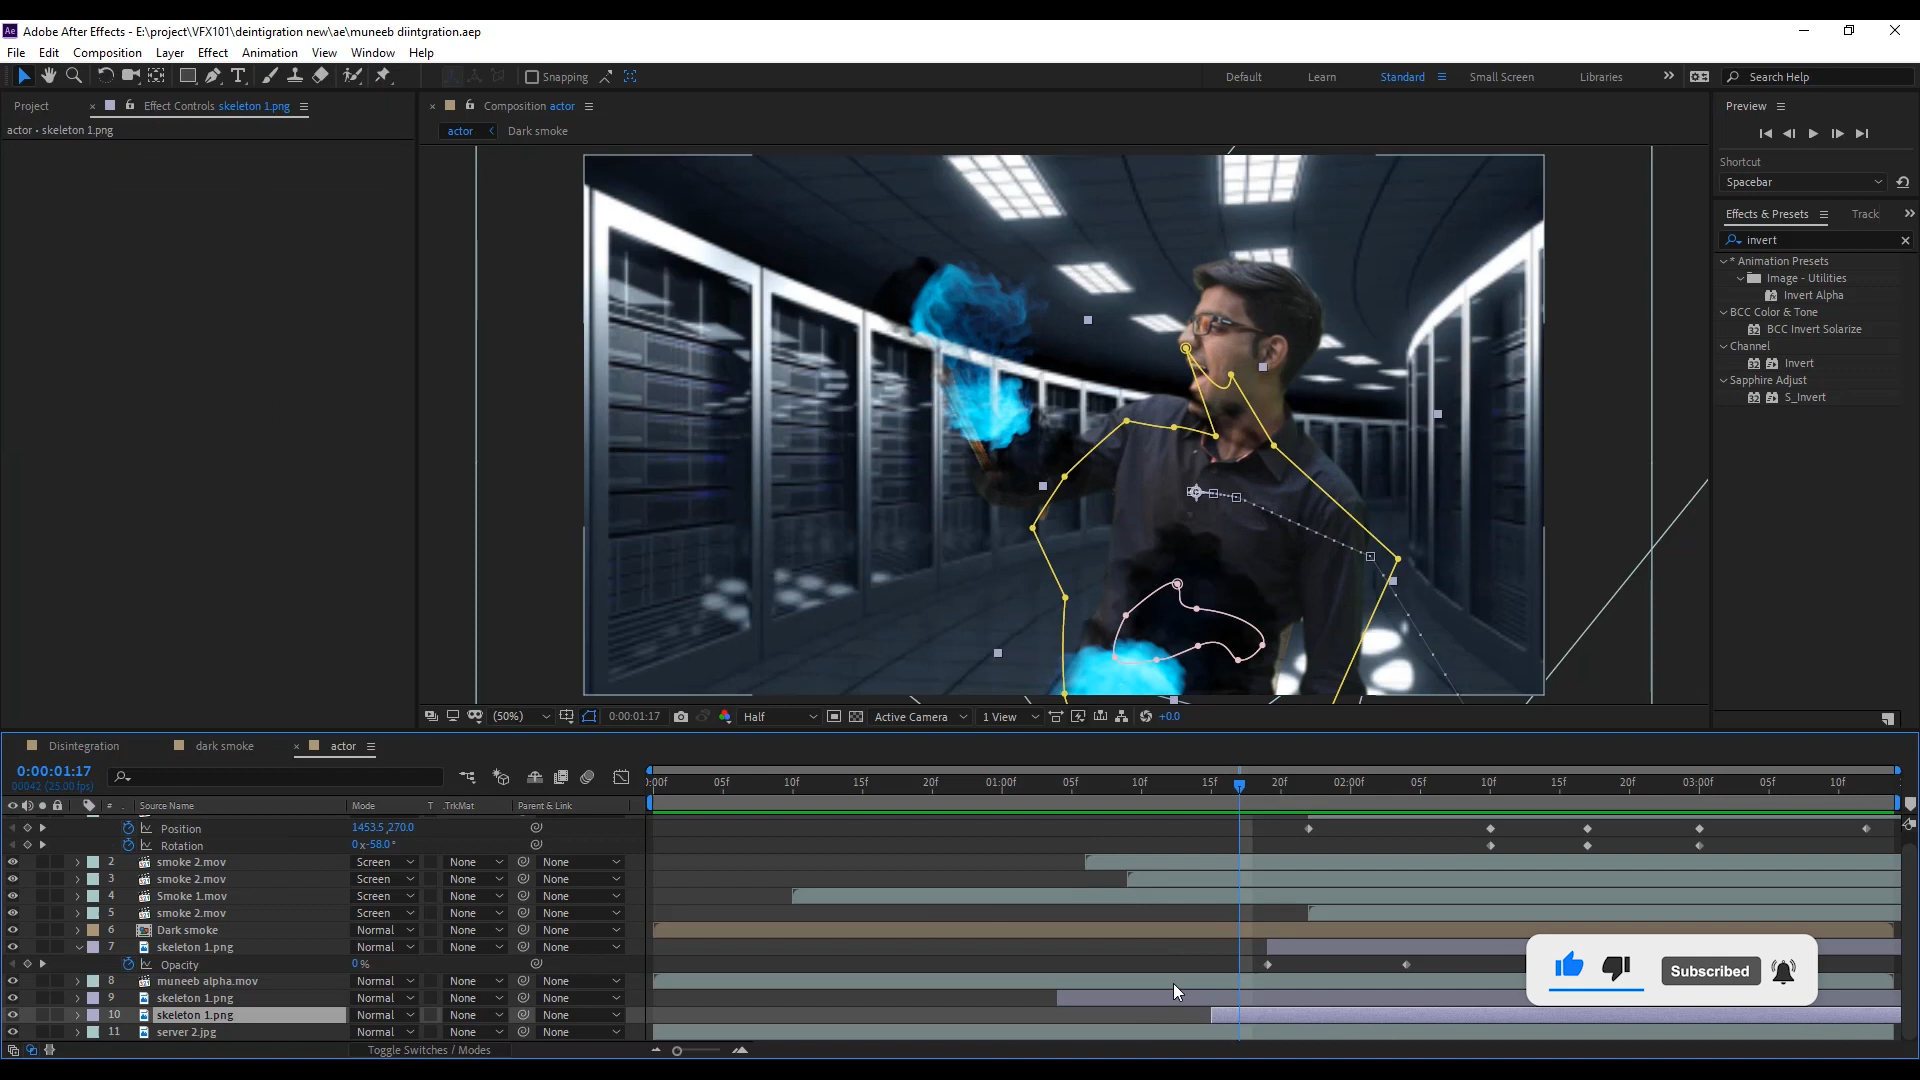 Adobe After Effects - E:\project\VFX101\deintigration new\ae\muneeb diintgration.aep
File Edit Composition Layer Effect Animation View Window Help
T Snapping Default Learn Standard Small Screen Libraries Search Help
Project Effect Controls skeleton 1.png
Composition actor
Preview
actor • skeleton 1.png
actor Dark smoke
Shortcut
Spacebar
Effects & Presets Track
invert
* Animation Presets
Image - Utilities
Invert Alpha
BCC Color & Tone
BCC Invert Solarize
Channel
Invert
Sapphire Adjust
S_Invert
(50%) 0:00:01:17 Half Active Camera 1 View +0.0
Disintegration dark smoke actor
0:00:01:17
00042 (25.00 fps)
:00f 05f 10f 15f 20f 01:00f 05f 10f 15f 20f 02:00f 05f 10f 15f 20f 03:00f 05f 10f
# Source Name Mode T .TrkMat Parent & Link
Position 1453.5,270.0
Rotation 0x-58.0°
2 smoke 2.mov Screen None None
3 smoke 2.mov Screen None None
4 Smoke 1.mov Screen None None
5 smoke 2.mov Screen None None
6 Dark smoke Normal None None
7 skeleton 1.png Normal None None
Opacity 0%
8 muneeb alpha.mov Normal None None
9 skeleton 1.png Normal None None
10 skeleton 1.png Normal None None
11 server 2.jpg Normal None None
Toggle Switches / Modes
Subscribed